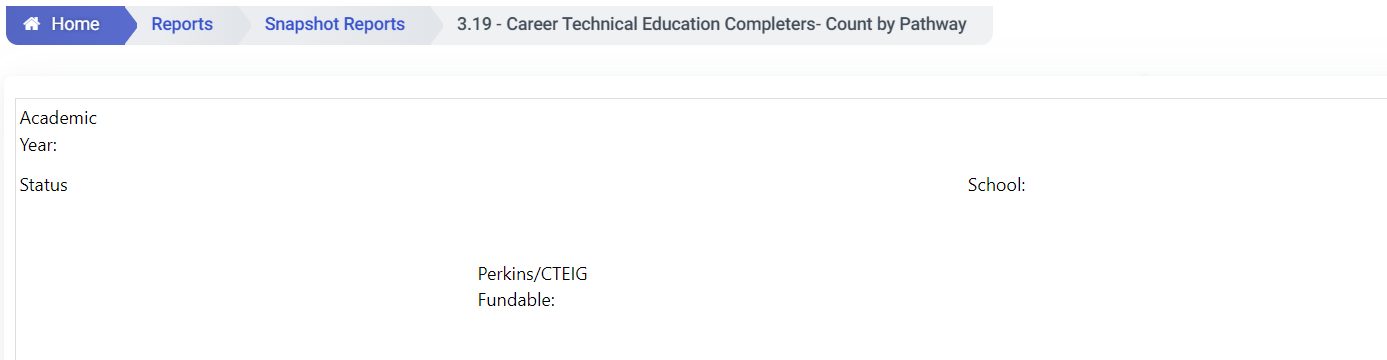 Home Reports Snapshot Reports 3.19 - Career Technical Education Completers- Count by Pathway
Academic
Year:
Status School:
Perkins/CTEIG
Fundable: